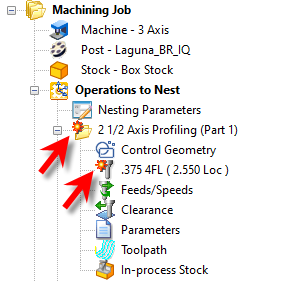 Machining Job
Machine - 3 Axis
Post - Laguna_BR_IQ
Stock - Box Stock
Operations to Nest
Nesting Parameters
2 1/2 Axis Profiling (Part 1)
Control Geometry
.375 4FL ( 2.550 Loc )
Feeds/Speeds
Clearance
Parameters
Toolpath
In-process Stock